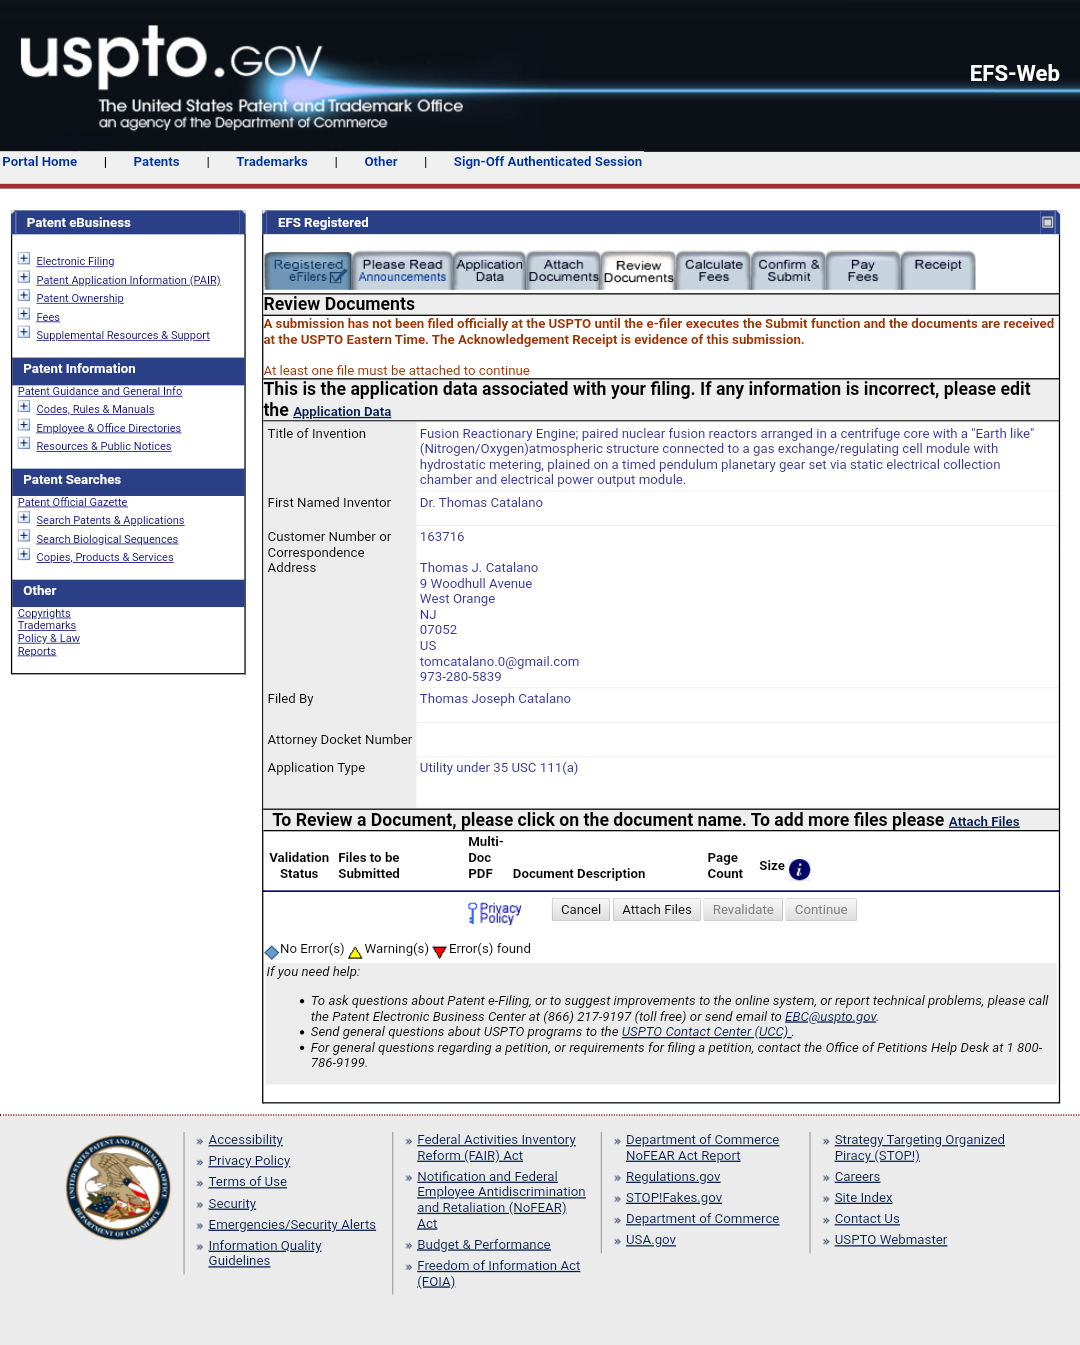 uspto.GOV
The United States Patent and Trademark Office
an agency of the Department of Commerce
EFS-Web
Portal Home | Patents | Trademarks | Other | Sign-Off Authenticated Session
Patent eBusiness
Electronic Filing
Patent Application Information (PAIR)
Patent Ownership
Fees
Supplemental Resources & Support
Patent Information
Patent Guidance and General Info
Codes, Rules & Manuals
Employee & Office Directories
Resources & Public Notices
Patent Searches
Patent Official Gazette
Search Patents & Applications
Search Biological Sequences
Copies, Products & Services
Other
Copyrights
Trademarks
Policy & Law
Reports
EFS Registered
Registered eFilers
Please Read Announcements
Application Data
Attach Documents
Review Documents
Calculate Fees
Confirm & Submit
Pay Fees
Receipt
Review Documents
A submission has not been filed officially at the USPTO until the e-filer executes the Submit function and the documents are received
at the USPTO Eastern Time. The Acknowledgement Receipt is evidence of this submission.
At least one file must be attached to continue
This is the application data associated with your filing. If any information is incorrect, please edit
the Application Data
Title of Invention
Fusion Reactionary Engine; paired nuclear fusion reactors arranged in a centrifuge core with a "Earth like"
(Nitrogen/Oxygen)atmospheric structure connected to a gas exchange/regulating cell module with
hydrostatic metering, plained on a timed pendulum planetary gear set via static electrical collection
chamber and electrical power output module.
First Named Inventor
Dr. Thomas Catalano
Customer Number or
Correspondence
Address
163716
Thomas J. Catalano
9 Woodhull Avenue
West Orange
NJ
07052
US
tomcatalano.0@gmail.com
973-280-5839
Filed By
Thomas Joseph Catalano
Attorney Docket Number
Application Type
Utility under 35 USC 111(a)
To Review a Document, please click on the document name. To add more files please Attach Files
Validation
Status
Files to be
Submitted
Multi-
Doc
PDF
Document Description
Page
Count
Size i
Privacy
Policy
Cancel
Attach Files
Revalidate
Continue
No Error(s) Warning(s) Error(s) found
If you need help:
To ask questions about Patent e-Filing, or to suggest improvements to the online system, or report technical problems, please call
the Patent Electronic Business Center at (866) 217-9197 (toll free) or send email to EBC@uspto.gov.
Send general questions about USPTO programs to the USPTO Contact Center (UCC) .
For general questions regarding a petition, or requirements for filing a petition, contact the Office of Petitions Help Desk at 1 800-
786-9199.
UNITED STATES PATENT AND TRADEMARK OFFICE
DEPARTMENT OF COMMERCE
Accessibility
Privacy Policy
Terms of Use
Security
Emergencies/Security Alerts
Information Quality
Guidelines
Federal Activities Inventory
Reform (FAIR) Act
Notification and Federal
Employee Antidiscrimination
and Retaliation (NoFEAR)
Act
Budget & Performance
Freedom of Information Act
(FOIA)
Department of Commerce
NoFEAR Act Report
Regulations.gov
STOP!Fakes.gov
Department of Commerce
USA.gov
Strategy Targeting Organized
Piracy (STOP!)
Careers
Site Index
Contact Us
USPTO Webmaster